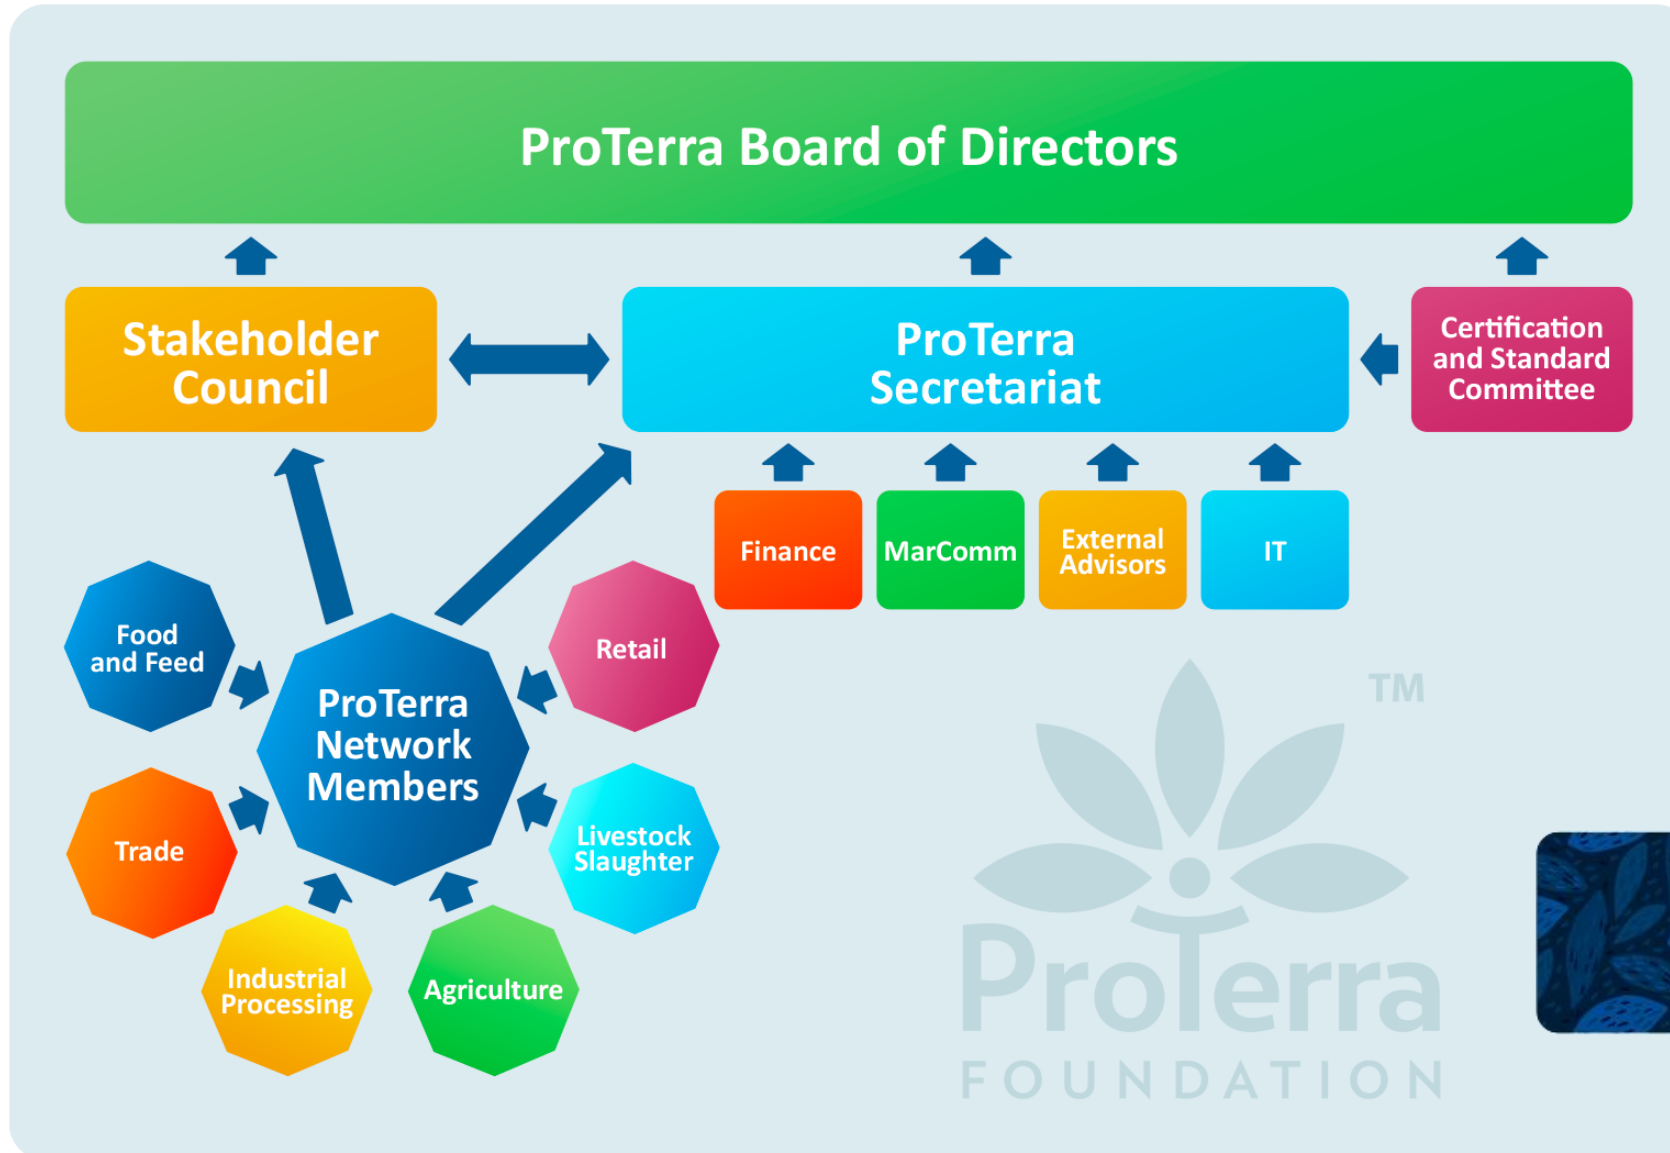 ProTerra Board of Directors
Stakeholder
Council
ProTerra
Secretariat
Certification
and Standard
Committee
Finance
MarComm
External
Advisors
IT
Food
and Feed
Retail
ProTerra
Network
Members
Trade
Livestock
Slaughter
Industrial
Processing
Agriculture
TM
ProTerra
FOUNDATION